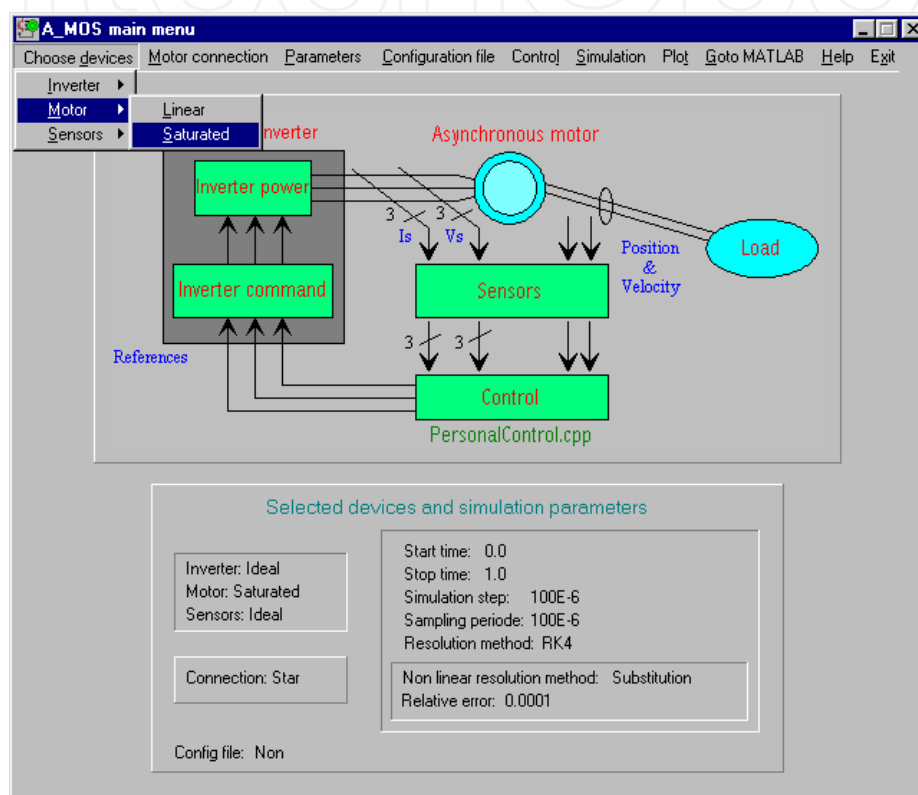 A_MOS main menu
Choose devices Motor connection Parameters Configuration file Control Simulation Plot Goto MATLAB Help Exit
Inverter
Motor
Sensors
Linear
Saturated
nverter
Asynchronous motor
Inverter power
3 3
Is Vs
Position
&
Velocity
Load
Inverter command
Sensors
References
3 3
Control
PersonalControl.cpp
Selected devices and simulation parameters
Inverter: Ideal
Motor: Saturated
Sensors: Ideal
Connection: Star
Config file: Non
Start time: 0.0
Stop time: 1.0
Simulation step: 100E-6
Sampling periode: 100E-6
Resolution method: RK4
Non linear resolution method: Substitution
Relative error: 0.0001